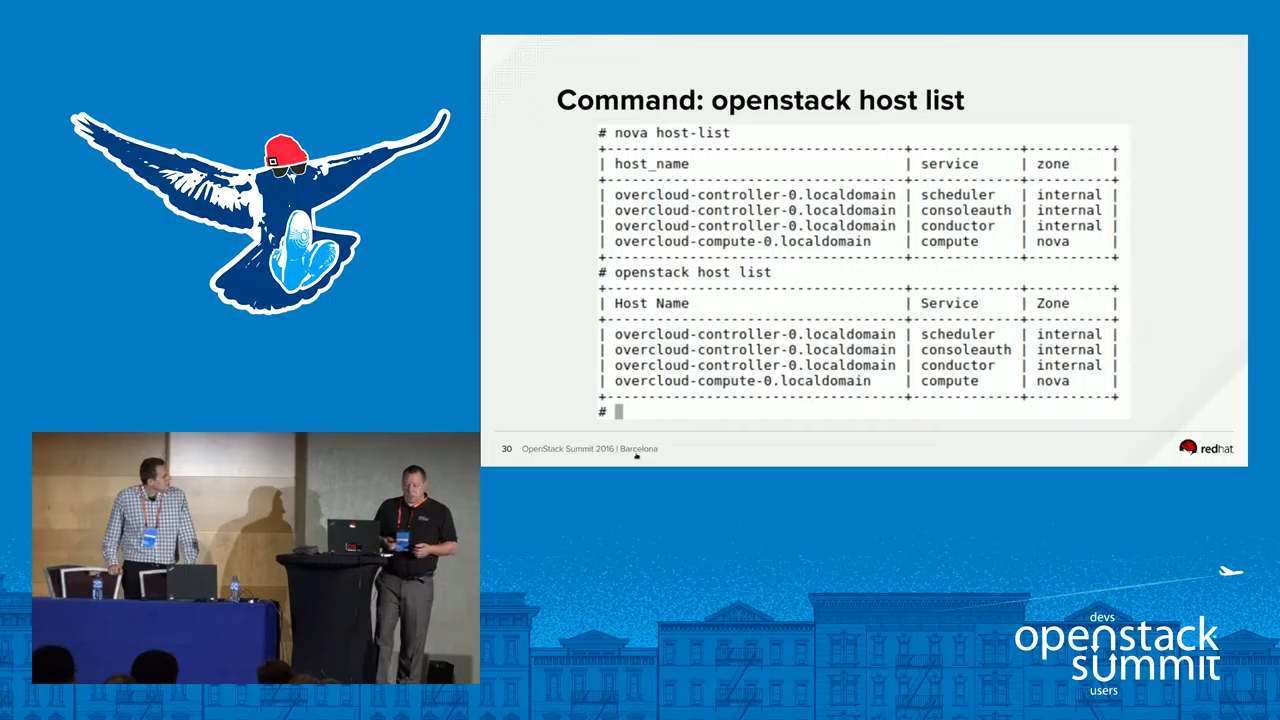 Command: openstack host list
# nova host-list
+----------------------------------+-------------+----------+
| host_name | service | zone |
+----------------------------------+-------------+----------+
| overcloud-controller-0.localdomain | scheduler | internal |
| overcloud-controller-0.localdomain | consoleauth | internal |
| overcloud-controller-0.localdomain | conductor | internal |
| overcloud-compute-0.localdomain | compute | nova |
+----------------------------------+-------------+----------+
# openstack host list
+----------------------------------+-------------+----------+
| Host Name | Service | Zone |
+----------------------------------+-------------+----------+
| overcloud-controller-0.localdomain | scheduler | internal |
| overcloud-controller-0.localdomain | consoleauth | internal |
| overcloud-controller-0.localdomain | conductor | internal |
| overcloud-compute-0.localdomain | compute | nova |
+----------------------------------+-------------+----------+
#
30 OpenStack Summit 2016 | Barcelona
redhat
devs
openstack
summit
users